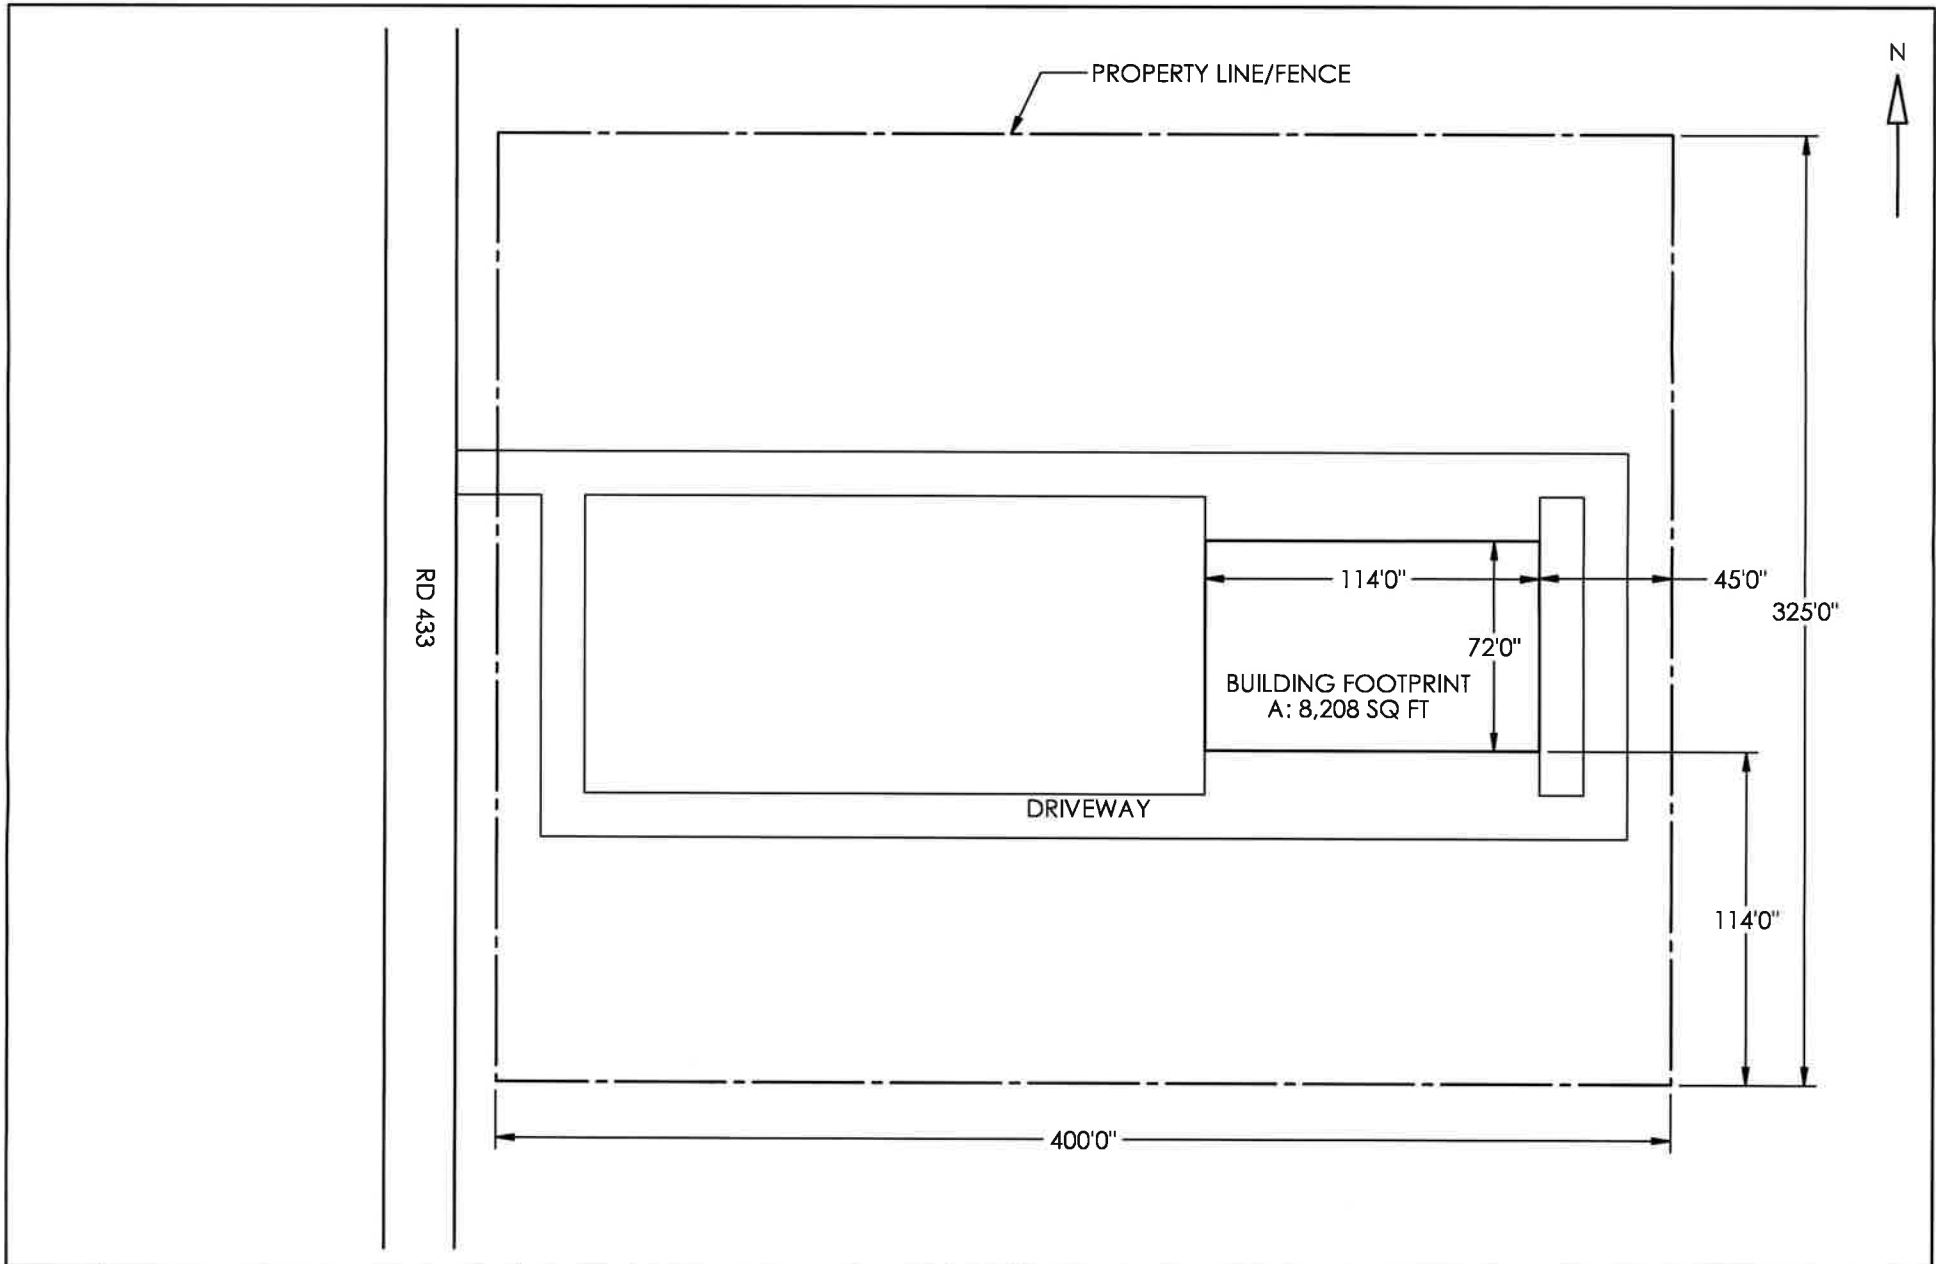 PROPERTY LINE/FENCE
N
RD 433
114'0"
45'0"
325'0"
72'0"
BUILDING FOOTPRINT
A: 8,208 SQ FT
DRIVEWAY
114'0"
400'0"